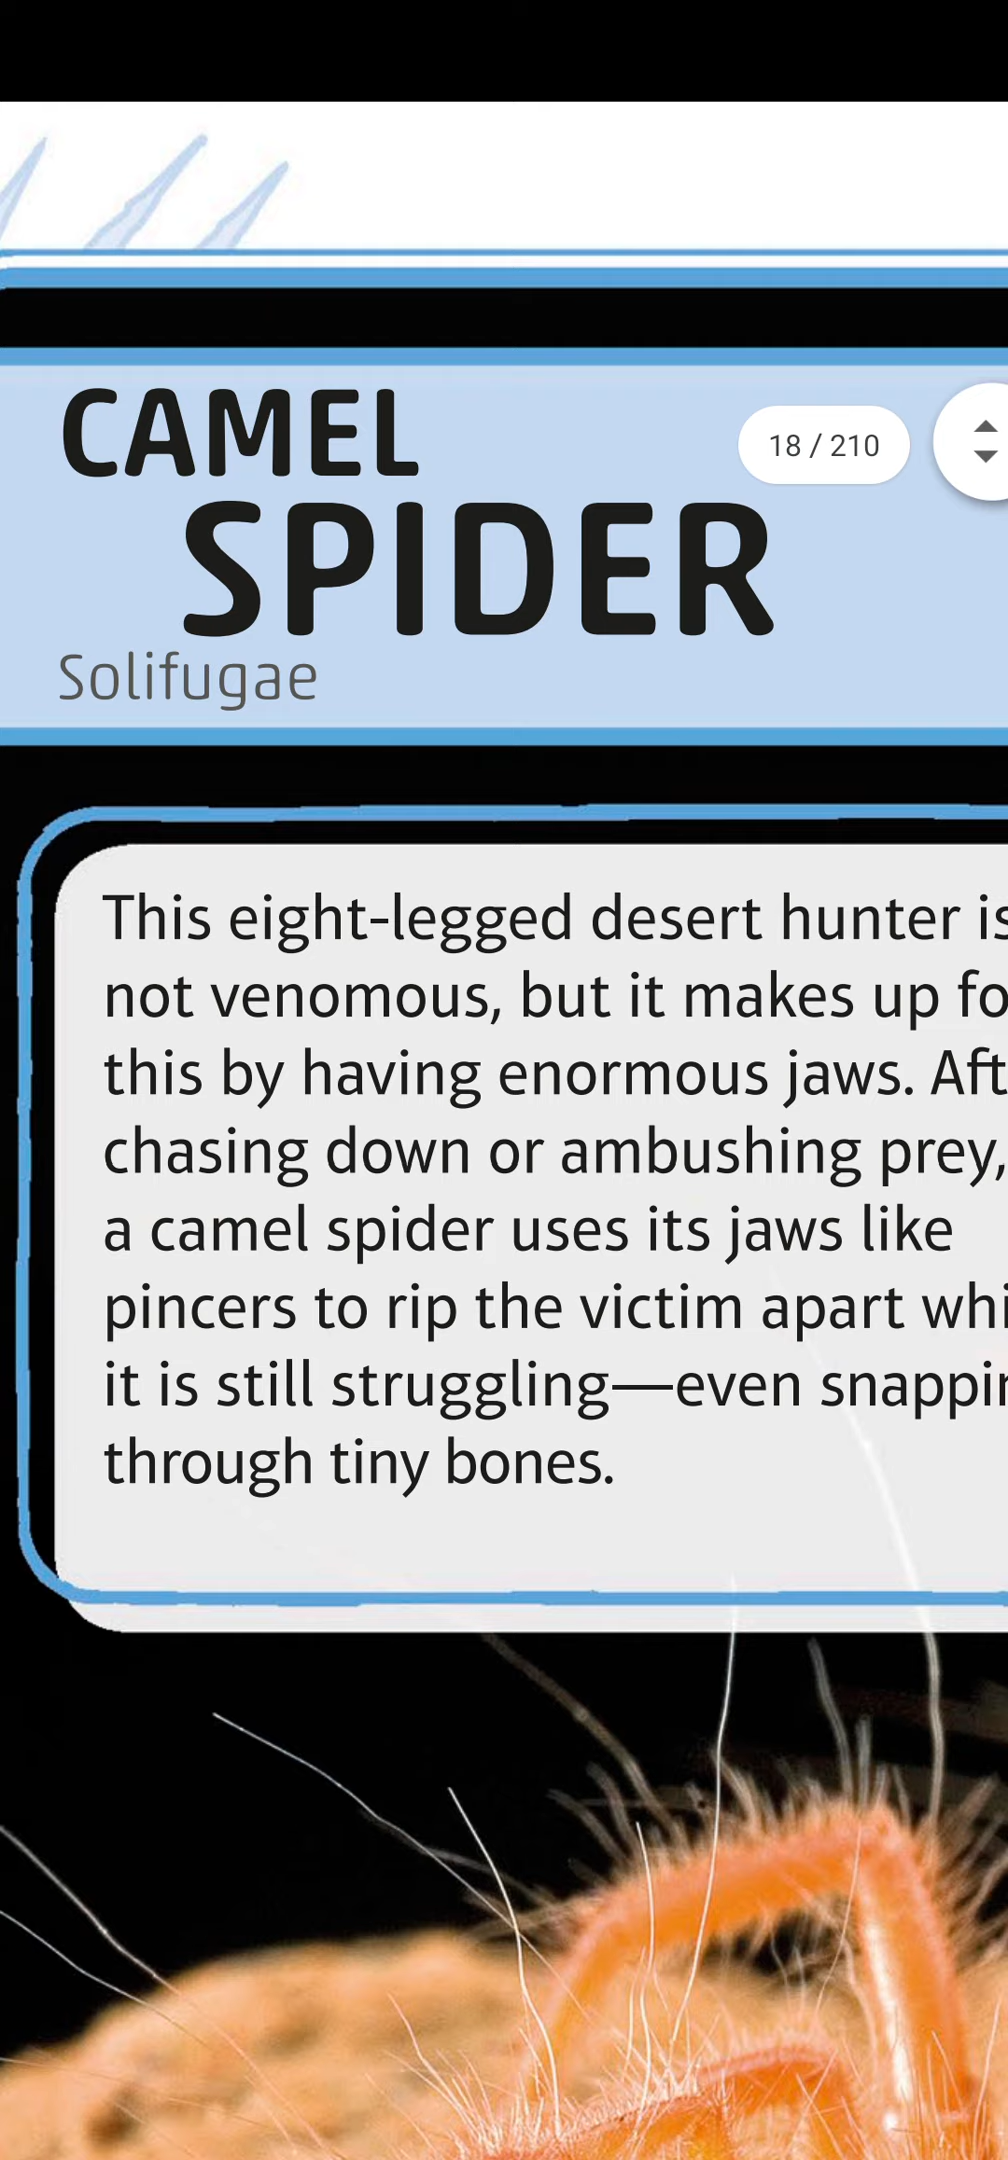 CAMEL
18 / 210
SPIDER
Solifugae
This eight-legged desert hunter is
not venomous, but it makes up fo
this by having enormous jaws. Aft
chasing down or ambushing prey,
a camel spider uses its jaws like
pincers to rip the victim apart whi
it is still struggling—even snappin
through tiny bones.